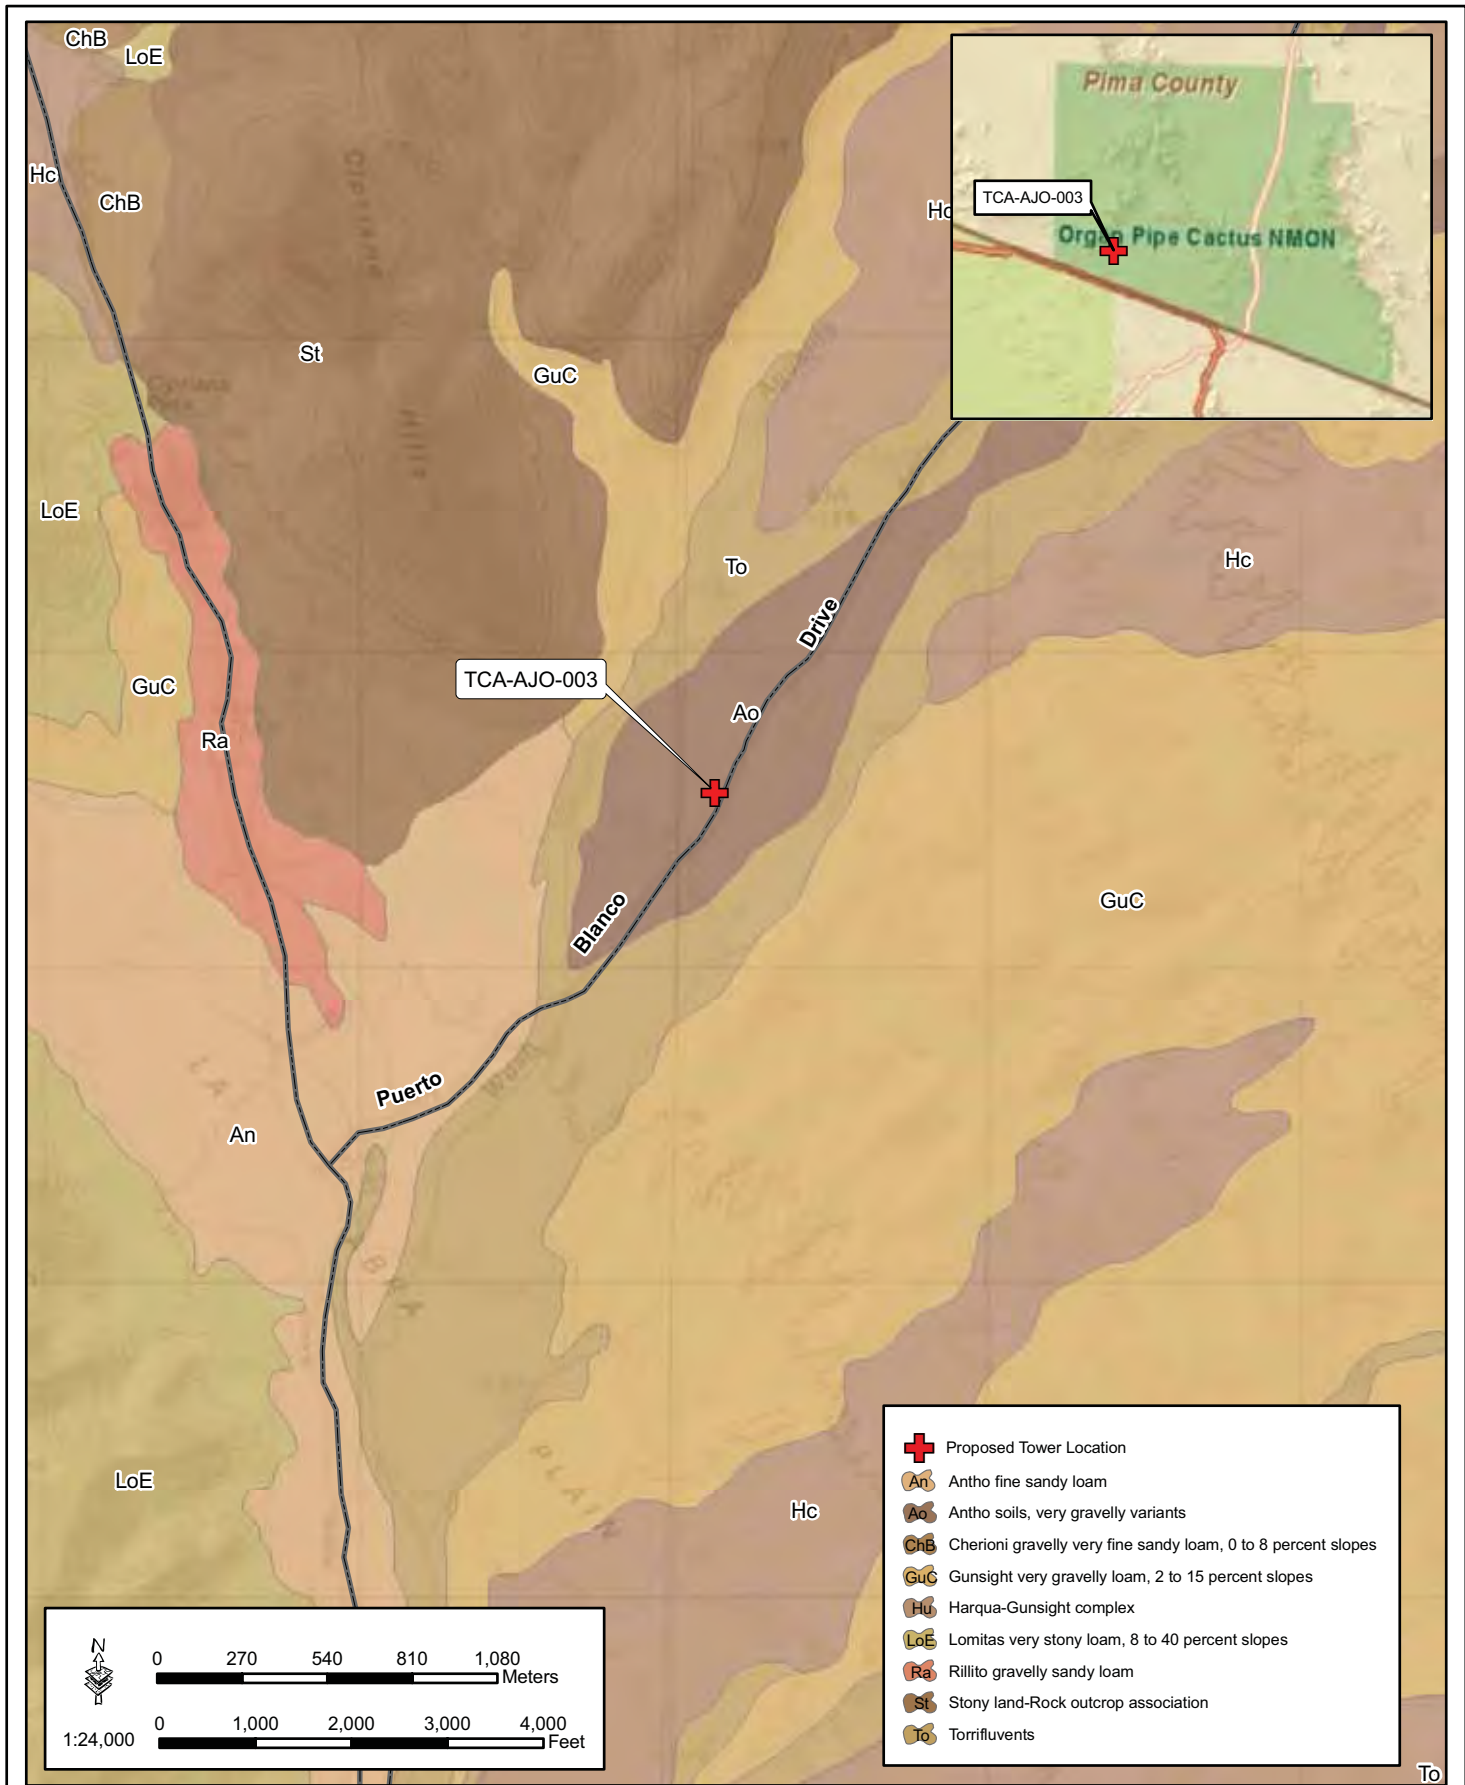 ChB
LoE
Pima County
Hc
ChB
TCA-AJO-003
Hc
Organ Pipe Cactus NMON
Cipriano
St
GuC
Cipriano
Hills
LoE
To
Hc
Drive
TCA-AJO-003
GuC
Ao
Ra
GuC
Blanco
Puerto
An
LoE
PLAIN
Hc
Proposed Tower Location
An Antho fine sandy loam
Ao Antho soils, very gravelly variants
ChB Cherioni gravelly very fine sandy loam, 0 to 8 percent slopes
GuC Gunsight very gravelly loam, 2 to 15 percent slopes
Hu Harqua-Gunsight complex
LoE Lomitas very stony loam, 8 to 40 percent slopes
Ra Rillito gravelly sandy loam
St Stony land-Rock outcrop association
To Torrifluvents
N
0 270 540 810 1,080
Meters
0 1,000 2,000 3,000 4,000
1:24,000
Feet
To